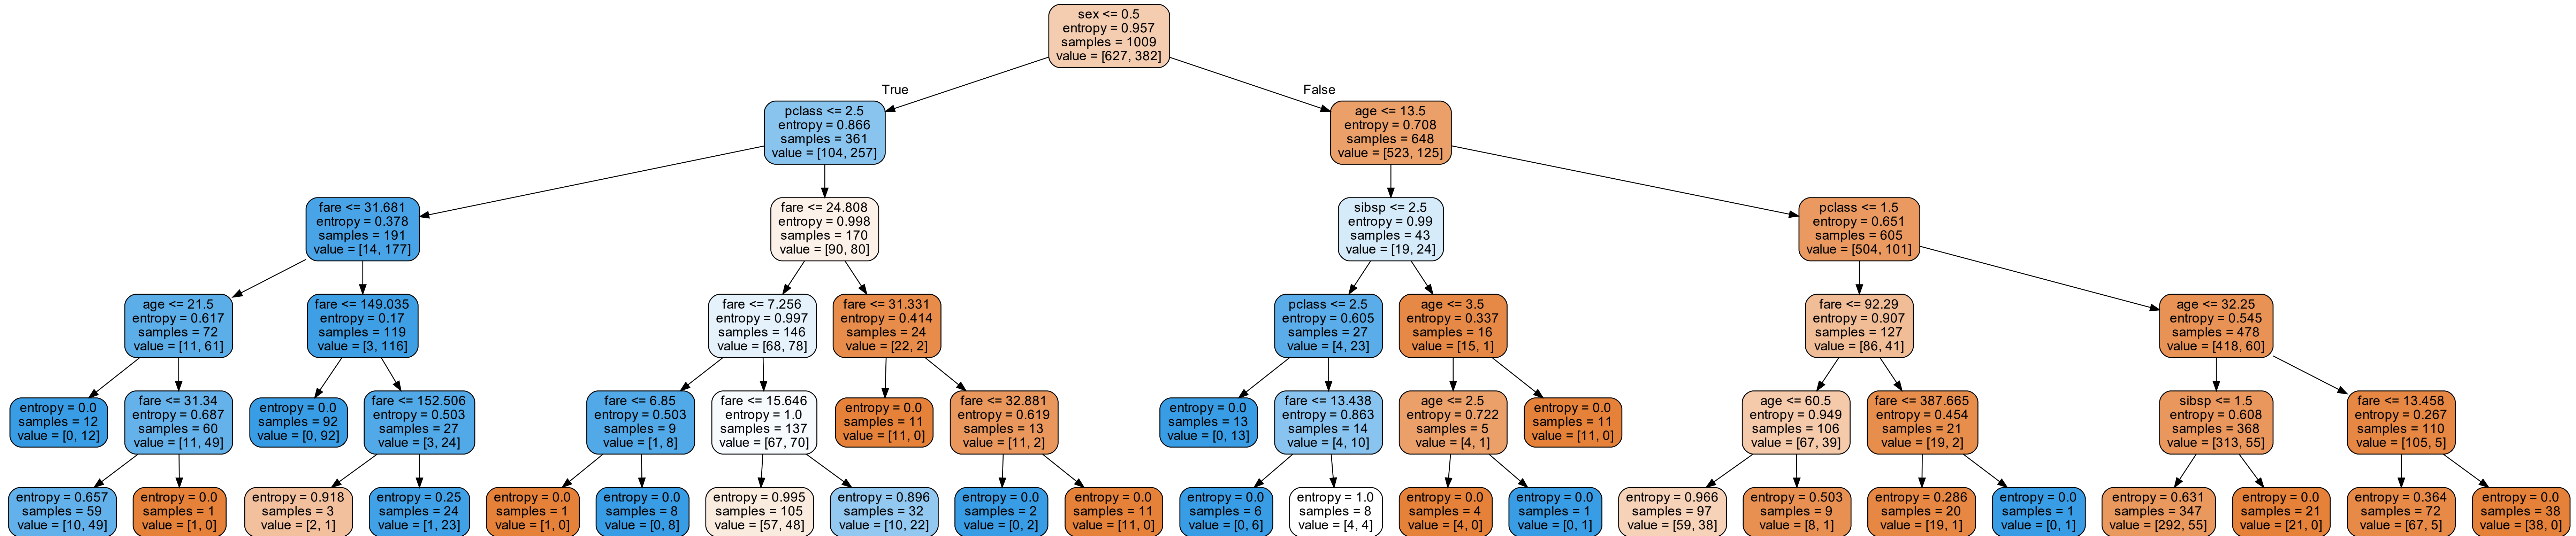 sex <= 0.5
entropy = 0.957
samples = 1009
value = [627, 382]
True
False
pclass <= 2.5
entropy = 0.866
samples = 361
value = [104, 257]
age <= 13.5
entropy = 0.708
samples = 648
value = [523, 125]
fare <= 31.681
entropy = 0.378
samples = 191
value = [14, 177]
fare <= 24.808
entropy = 0.998
samples = 170
value = [90, 80]
sibsp <= 2.5
entropy = 0.99
samples = 43
value = [19, 24]
pclass <= 1.5
entropy = 0.651
samples = 605
value = [504, 101]
age <= 21.5
entropy = 0.617
samples = 72
value = [11, 61]
fare <= 149.035
entropy = 0.17
samples = 119
value = [3, 116]
fare <= 7.256
entropy = 0.997
samples = 146
value = [68, 78]
fare <= 31.331
entropy = 0.414
samples = 24
value = [22, 2]
pclass <= 2.5
entropy = 0.605
samples = 27
value = [4, 23]
age <= 3.5
entropy = 0.337
samples = 16
value = [15, 1]
fare <= 92.29
entropy = 0.907
samples = 127
value = [86, 41]
age <= 32.25
entropy = 0.545
samples = 478
value = [418, 60]
entropy = 0.0
samples = 12
value = [0, 12]
fare <= 31.34
entropy = 0.687
samples = 60
value = [11, 49]
entropy = 0.0
samples = 92
value = [0, 92]
fare <= 152.506
entropy = 0.503
samples = 27
value = [3, 24]
fare <= 6.85
entropy = 0.503
samples = 9
value = [1, 8]
fare <= 15.646
entropy = 1.0
samples = 137
value = [67, 70]
entropy = 0.0
samples = 11
value = [11, 0]
fare <= 32.881
entropy = 0.619
samples = 13
value = [11, 2]
entropy = 0.0
samples = 13
value = [0, 13]
fare <= 13.438
entropy = 0.863
samples = 14
value = [4, 10]
age <= 2.5
entropy = 0.722
samples = 5
value = [4, 1]
entropy = 0.0
samples = 11
value = [11, 0]
age <= 60.5
entropy = 0.949
samples = 106
value = [67, 39]
fare <= 387.665
entropy = 0.454
samples = 21
value = [19, 2]
sibsp <= 1.5
entropy = 0.608
samples = 368
value = [313, 55]
fare <= 13.458
entropy = 0.267
samples = 110
value = [105, 5]
entropy = 0.657
samples = 59
value = [10, 49]
entropy = 0.0
samples = 1
value = [1, 0]
entropy = 0.918
samples = 3
value = [2, 1]
entropy = 0.25
samples = 24
value = [1, 23]
entropy = 0.0
samples = 1
value = [1, 0]
entropy = 0.0
samples = 8
value = [0, 8]
entropy = 0.995
samples = 105
value = [57, 48]
entropy = 0.896
samples = 32
value = [10, 22]
entropy = 0.0
samples = 2
value = [0, 2]
entropy = 0.0
samples = 11
value = [11, 0]
entropy = 0.0
samples = 6
value = [0, 6]
entropy = 1.0
samples = 8
value = [4, 4]
entropy = 0.0
samples = 4
value = [4, 0]
entropy = 0.0
samples = 1
value = [0, 1]
entropy = 0.966
samples = 97
value = [59, 38]
entropy = 0.503
samples = 9
value = [8, 1]
entropy = 0.286
samples = 20
value = [19, 1]
entropy = 0.0
samples = 1
value = [0, 1]
entropy = 0.631
samples = 347
value = [292, 55]
entropy = 0.0
samples = 21
value = [21, 0]
entropy = 0.364
samples = 72
value = [67, 5]
entropy = 0.0
samples = 38
value = [38, 0]